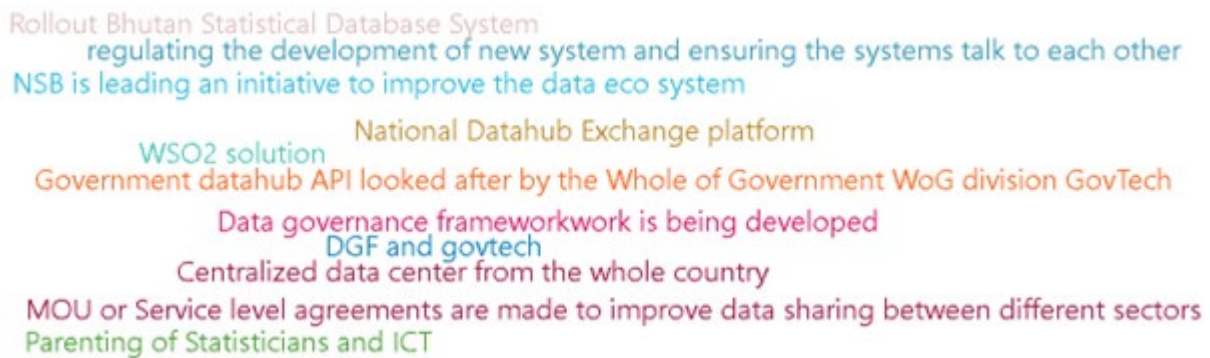 Rollout Bhutan Statistical Database System
regulating the development of new system and ensuring the systems talk to each other
NSB is leading an initiative to improve the data eco system
National Datahub Exchange platform
WSO2 solution
Government datahub API looked after by the Whole of Government WoG division GovTech
Data governance frameworkwork is being developed
DGF and govtech
Centralized data center from the whole country
MOU or Service level agreements are made to improve data sharing between different sectors
Parenting of Statisticians and ICT